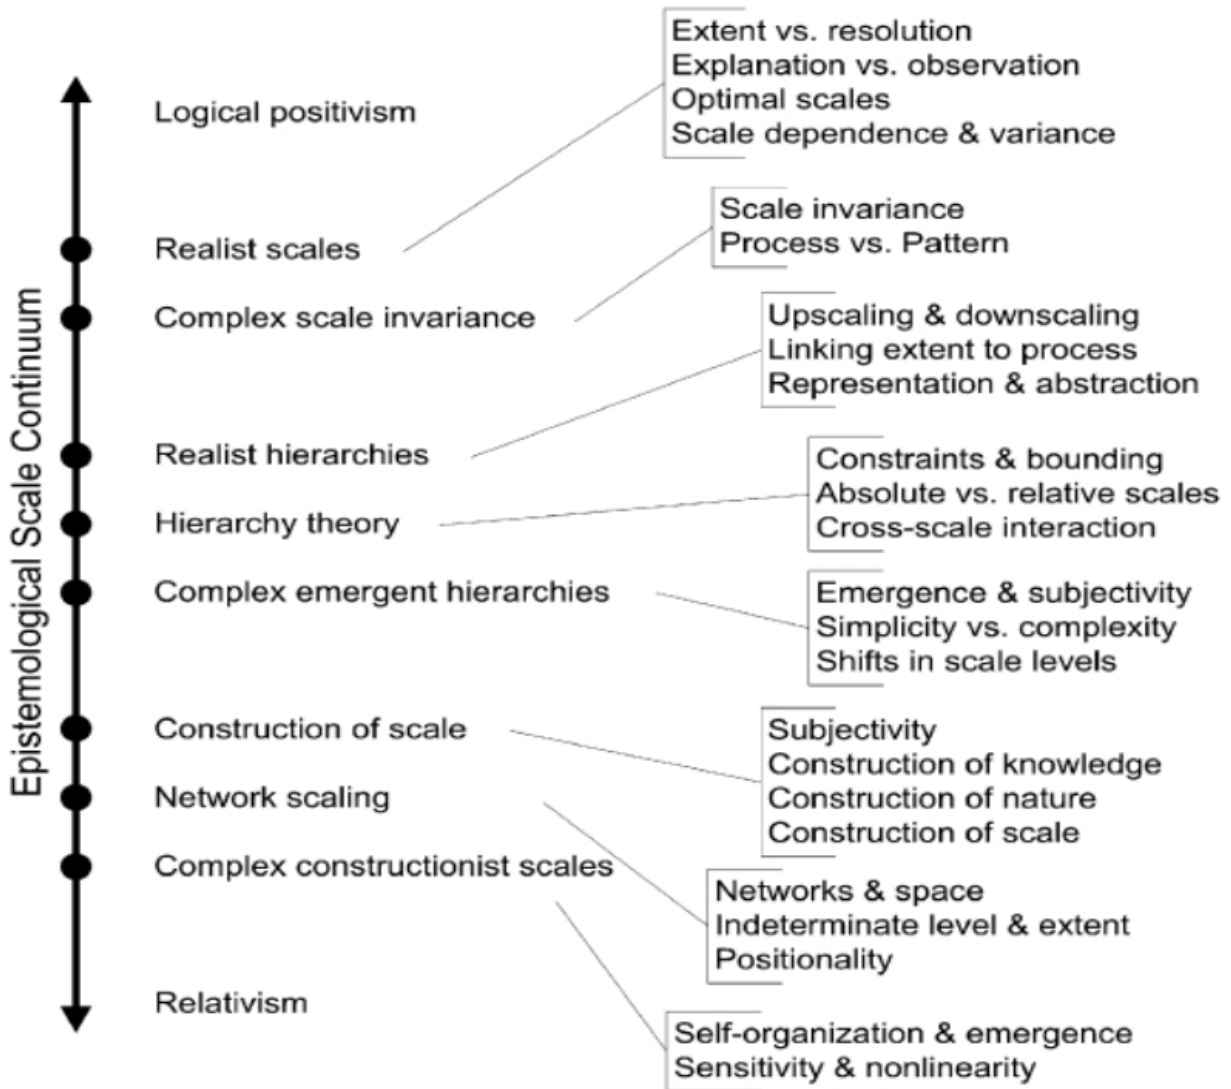 Extent vs. resolution
Explanation vs. observation
Optimal scales
Scale dependence & variance
Logical positivism
Scale invariance
Process vs. Pattern
Realist scales
Complex scale invariance
Upscaling & downscaling
Linking extent to process
Representation & abstraction
Realist hierarchies
Constraints & bounding
Absolute vs. relative scales
Cross-scale interaction
Hierarchy theory
Complex emergent hierarchies
Emergence & subjectivity
Simplicity vs. complexity
Shifts in scale levels
Epistemological Scale Continuum
Construction of scale
Subjectivity
Construction of knowledge
Construction of nature
Construction of scale
Network scaling
Complex constructionist scales
Networks & space
Indeterminate level & extent
Positionality
Relativism
Self-organization & emergence
Sensitivity & nonlinearity